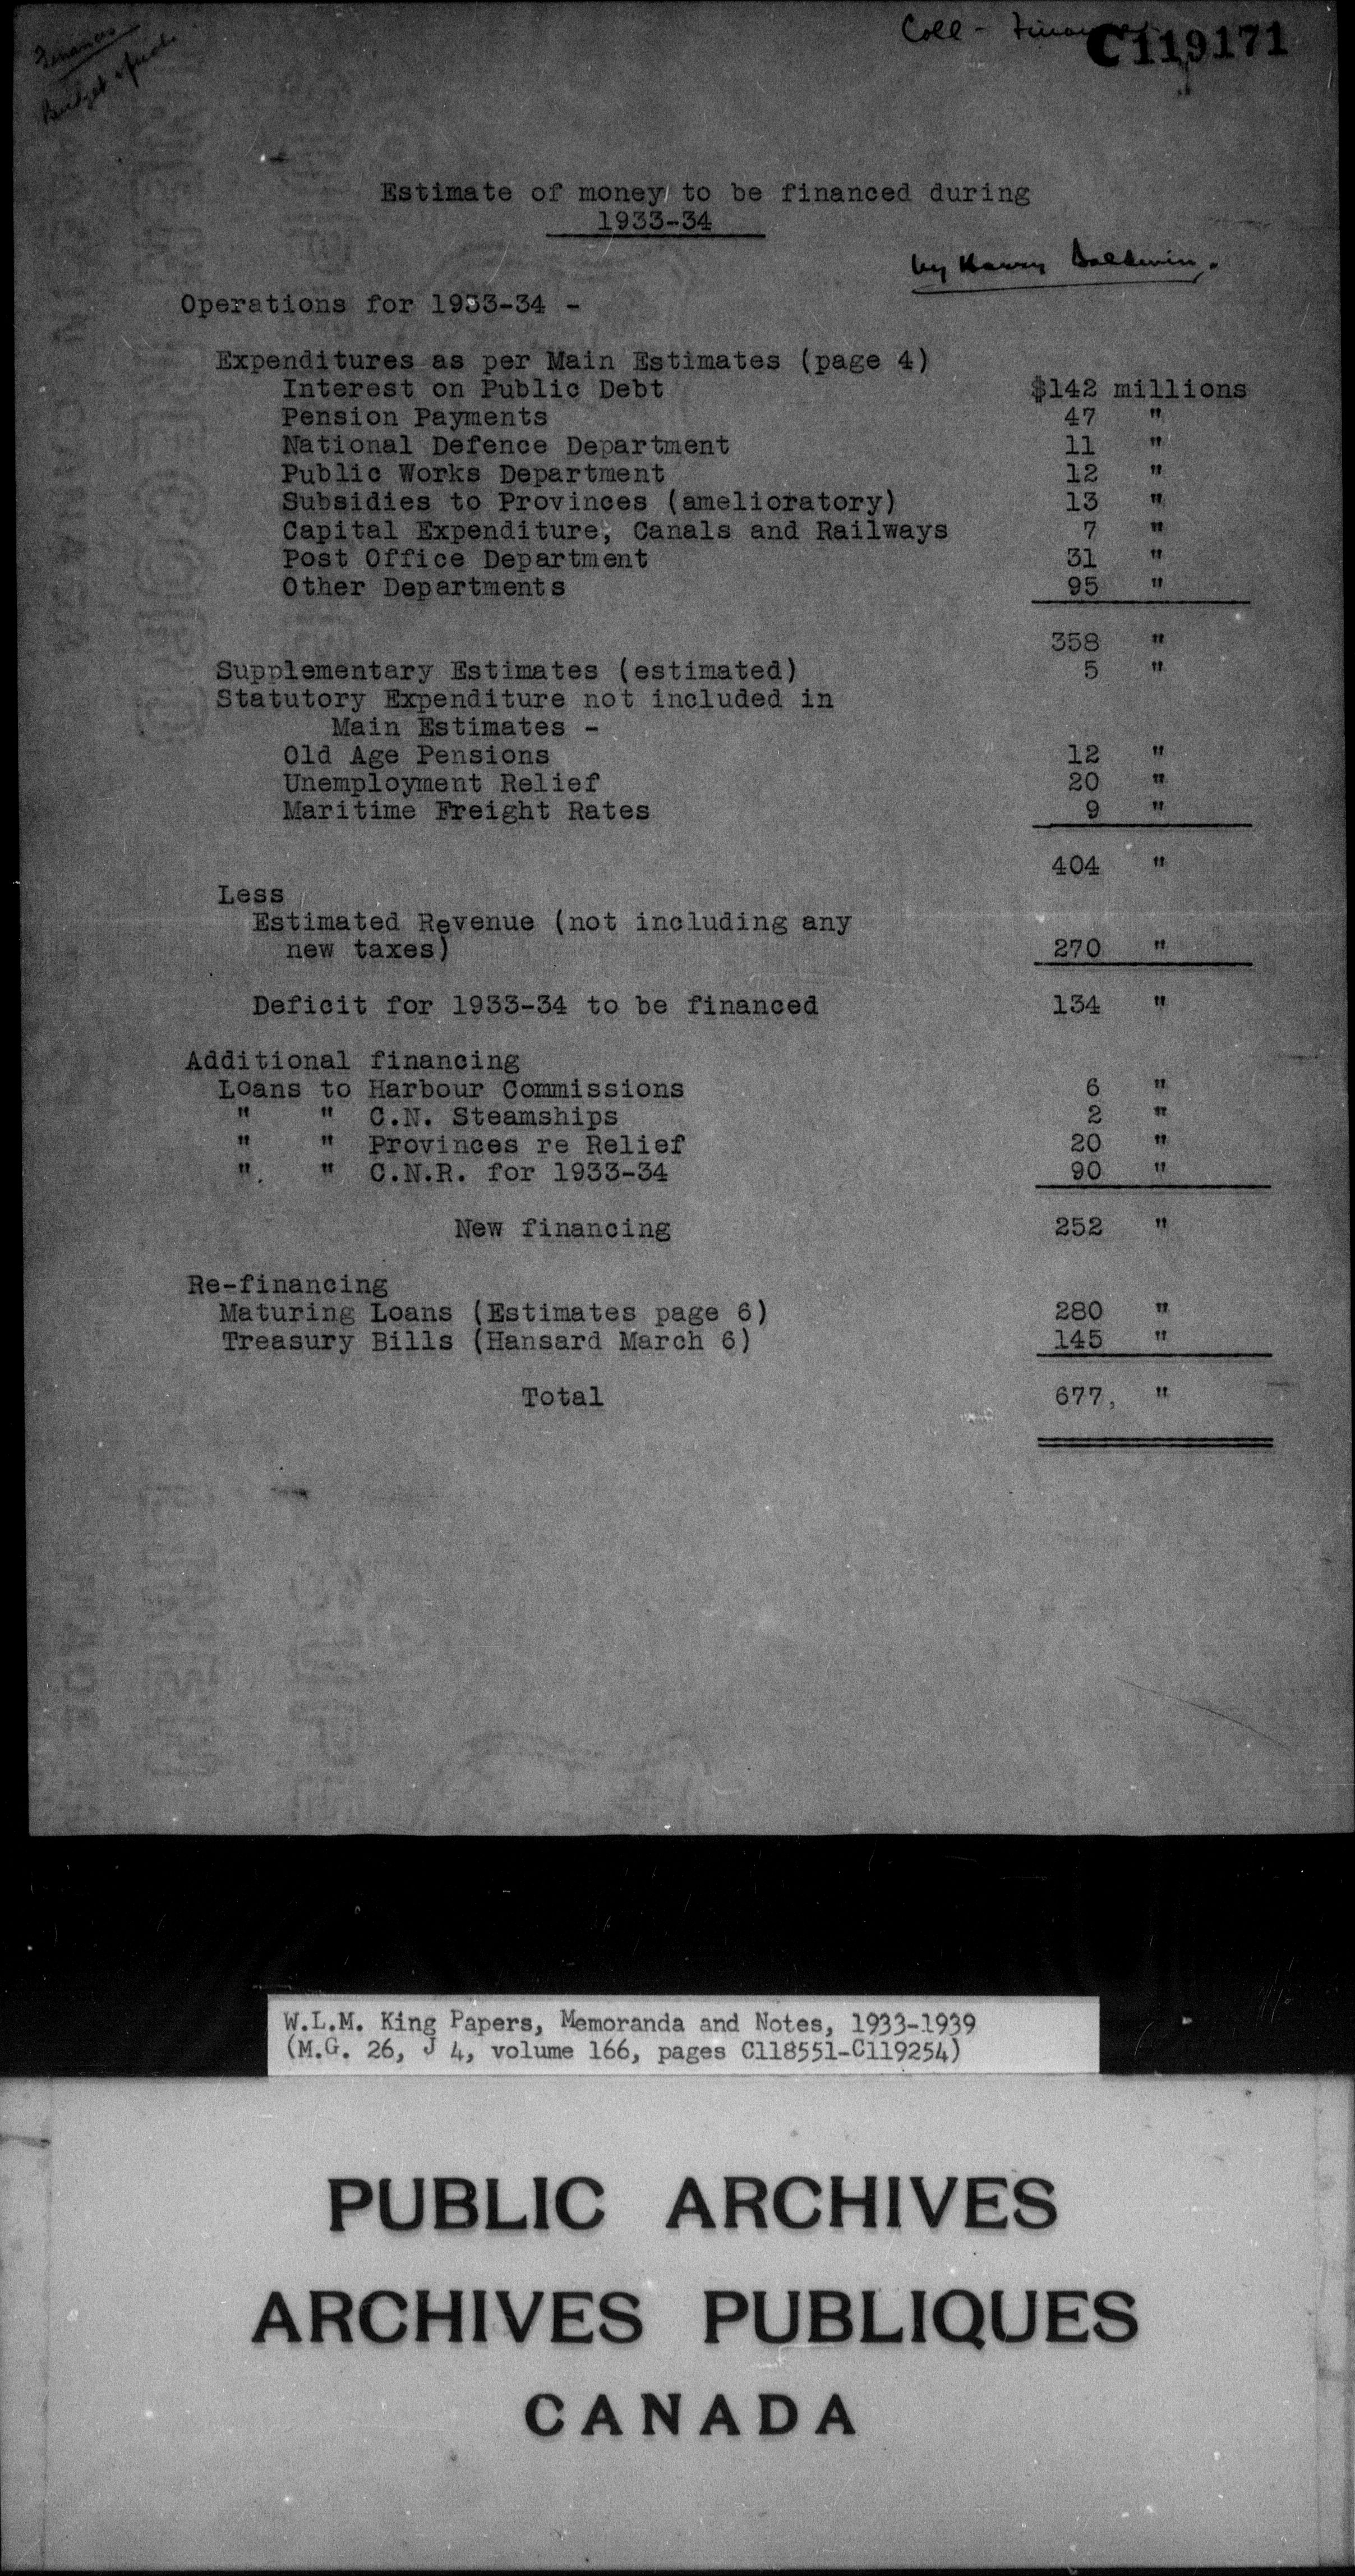 Coll - Finances
C119171
Finances
Budget
Estimate of money to be financed during
1933-34
by Harry Baldwin.
Operations for 1933-34 -
Expenditures as per Main Estimates (page 4)
Interest on Public Debt $142 millions
Pension Payments 47 "
National Defence Department 11 "
Public Works Department 12 "
Subsidies to Provinces (amelioratory) 13 "
Capital Expenditure, Canals and Railways 7 "
Post Office Department 31 "
Other Departments 95 "
358 "
Supplementary Estimates (estimated) 5 "
Statutory Expenditure not included in
Main Estimates -
Old Age Pensions 12 "
Unemployment Relief 20 "
Maritime Freight Rates 9 "
404 "
Less
Estimated Revenue (not including any
new taxes) 270 "
Deficit for 1933-34 to be financed 134 "
Additional financing
Loans to Harbour Commissions 6 "
" " C.N. Steamships 2 "
" " Provinces re Relief 20 "
" " C.N.R. for 1933-34 90 "
New financing 252 "
Re-financing
Maturing Loans (Estimates page 6) 280 "
Treasury Bills (Hansard March 6) 145 "
Total 677, "
W.L.M. King Papers, Memoranda and Notes, 1933-1939
(M.G. 26, J 4, volume 166, pages C118551-C119254)
PUBLIC ARCHIVES
ARCHIVES PUBLIQUES
CANADA